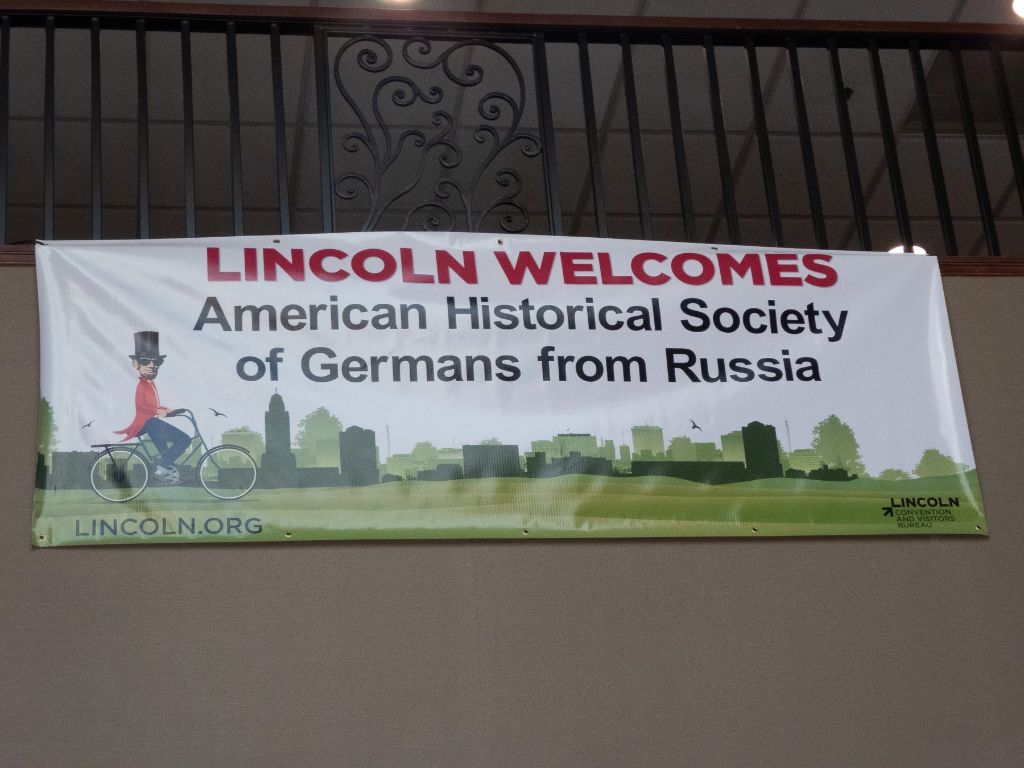 LINCOLN WELCOMES
American Historical Society
of Germans from Russia
LINCOLN.ORG
LINCOLN
CONVENTION
AND VISITORS
BUREAU